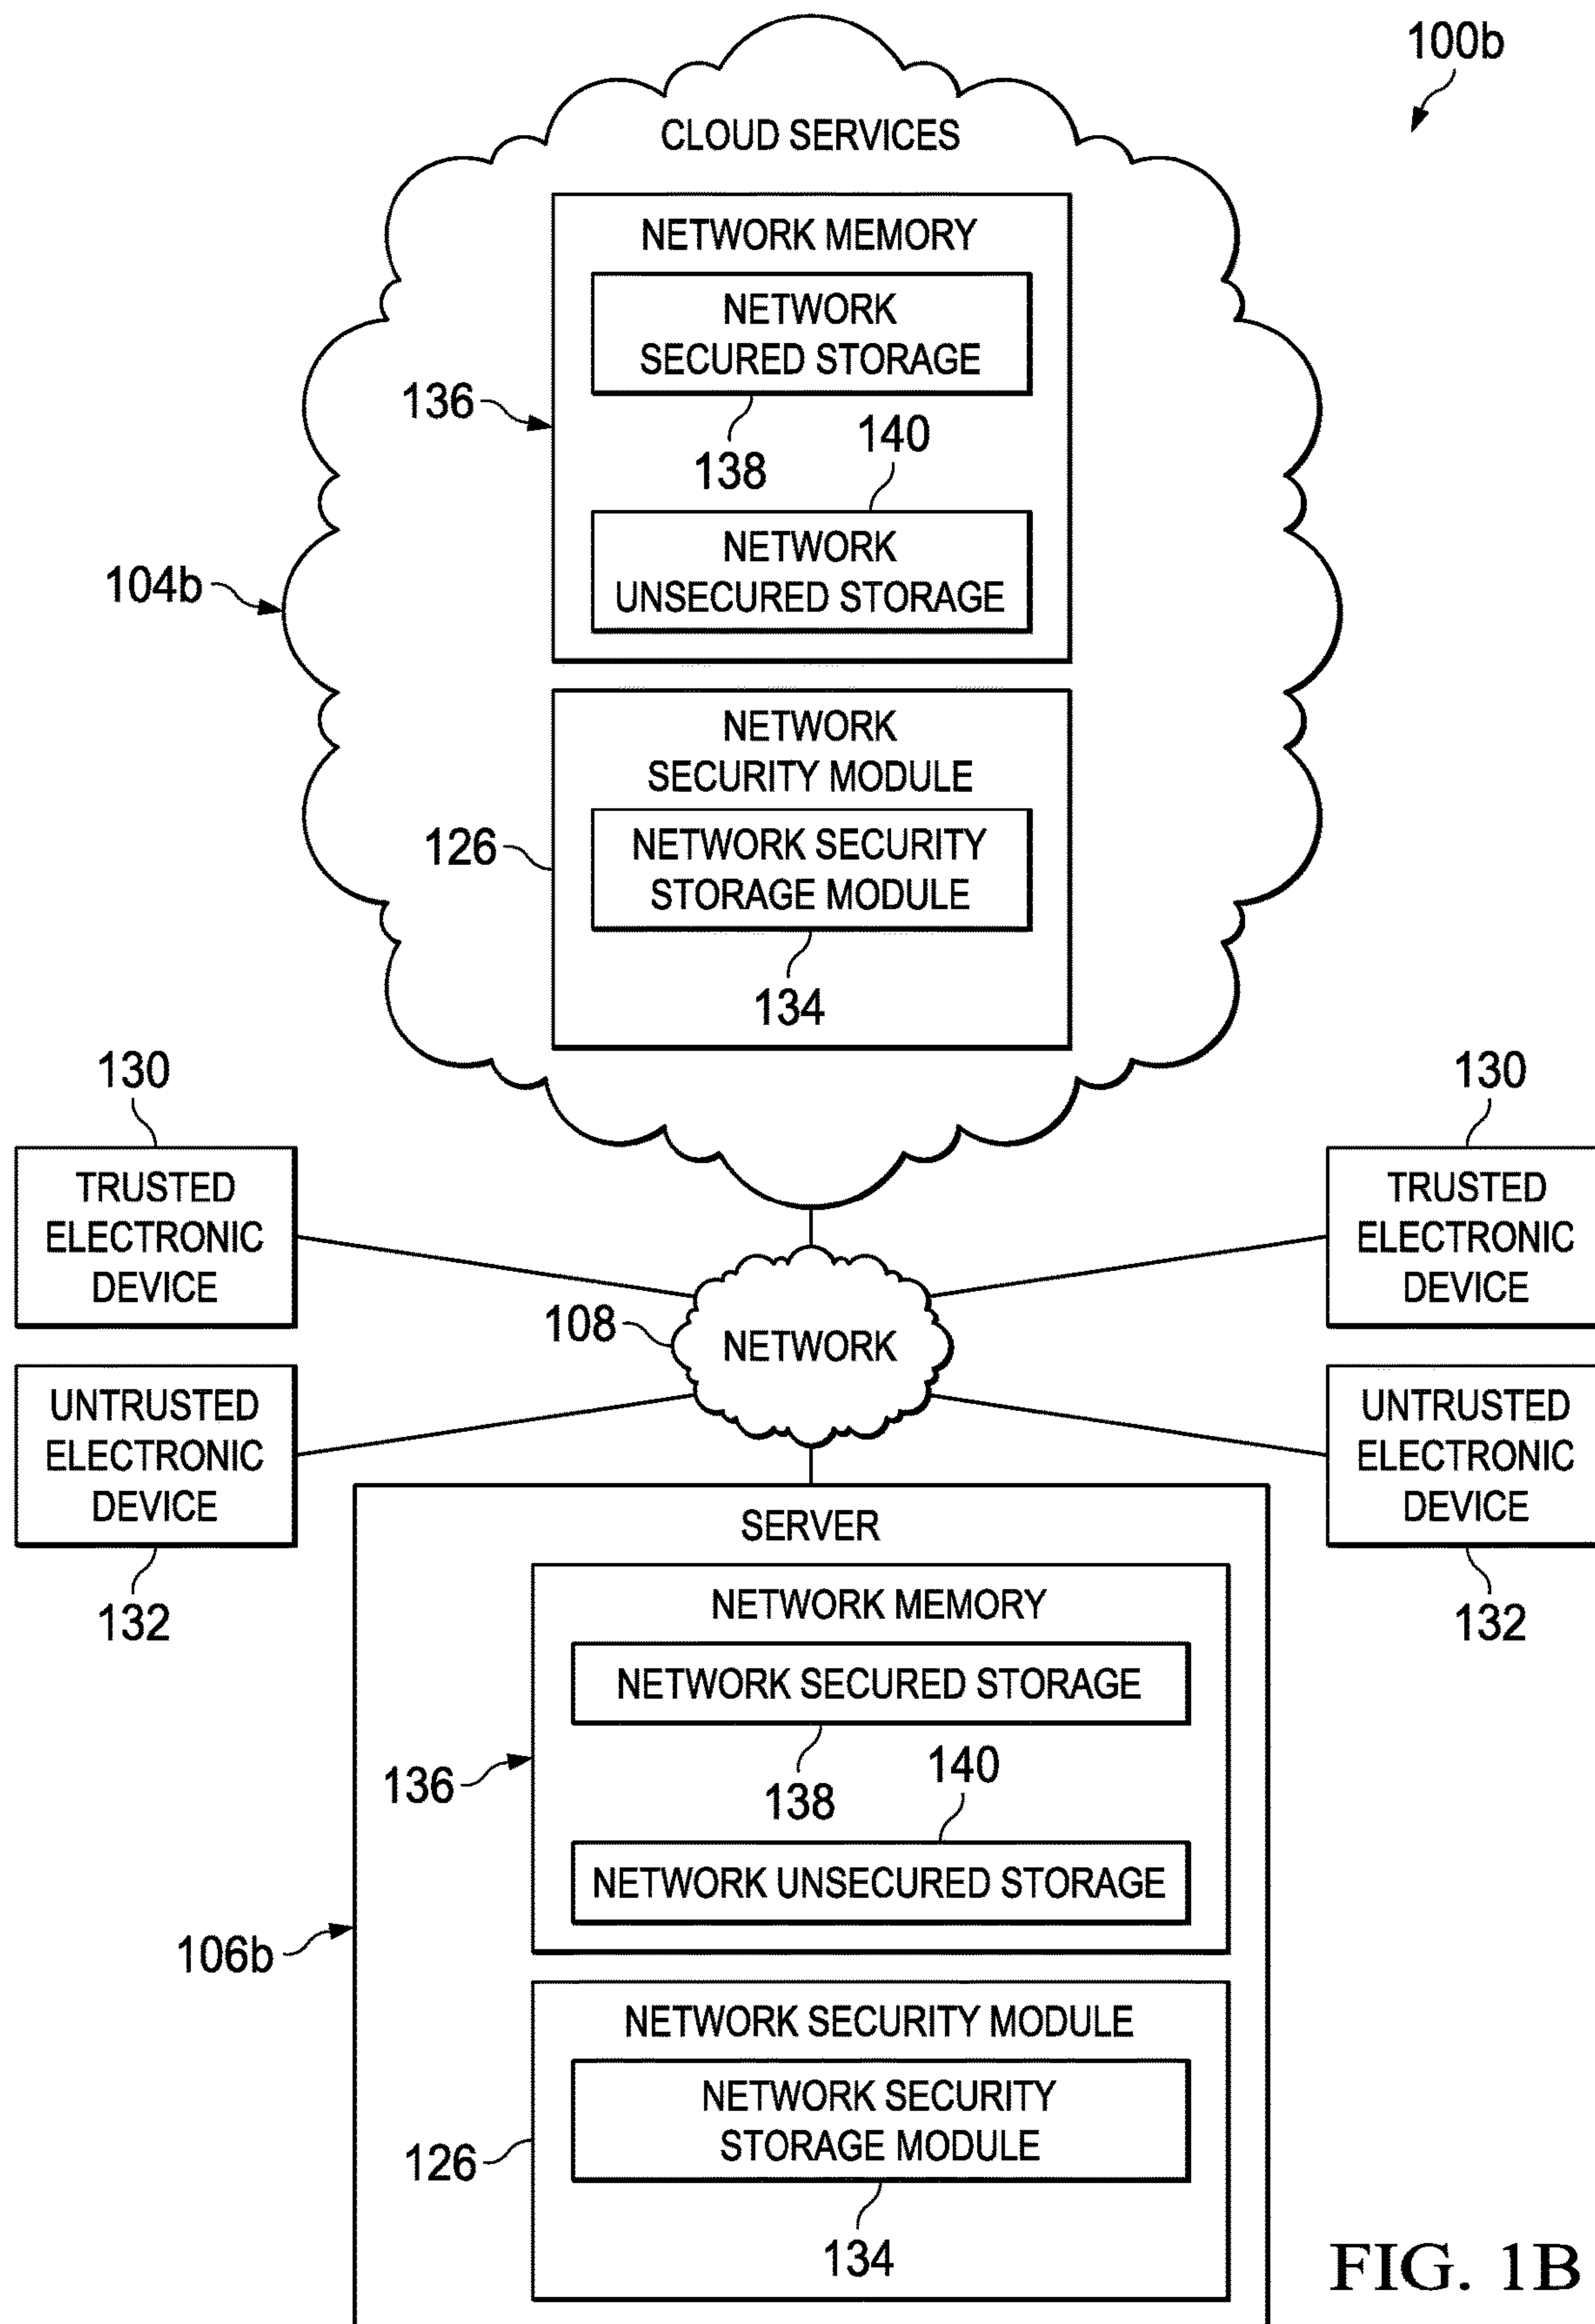 100b
CLOUD SERVICES
NETWORK MEMORY
NETWORK
SECURED STORAGE
136
138
140
NETWORK
UNSECURED STORAGE
104b
NETWORK
SECURITY MODULE
126
NETWORK SECURITY
STORAGE MODULE
134
130
TRUSTED
ELECTRONIC
DEVICE
130
TRUSTED
ELECTRONIC
DEVICE
108
NETWORK
UNTRUSTED
ELECTRONIC
DEVICE
132
UNTRUSTED
ELECTRONIC
DEVICE
132
SERVER
NETWORK MEMORY
NETWORK SECURED STORAGE
136
138
140
NETWORK UNSECURED STORAGE
106b
NETWORK SECURITY MODULE
NETWORK SECURITY
STORAGE MODULE
126
134
FIG. 1B